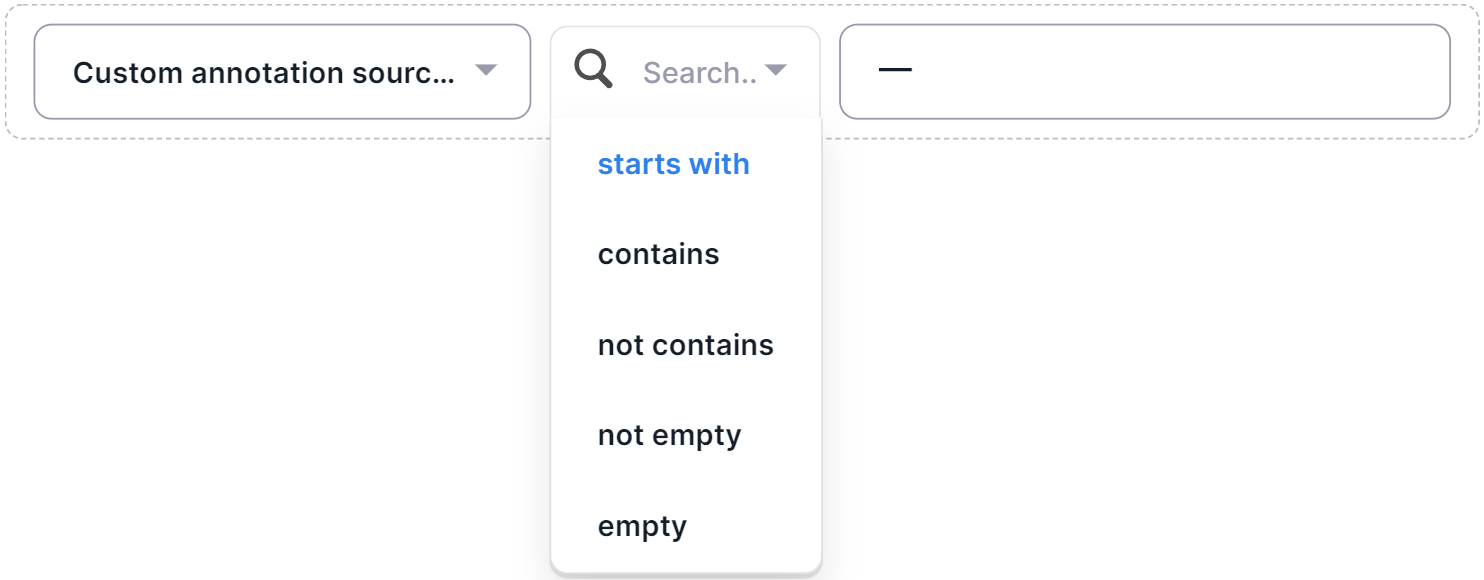 Custom annotation sourc... Search.. —
starts with
contains
not contains
not empty
empty